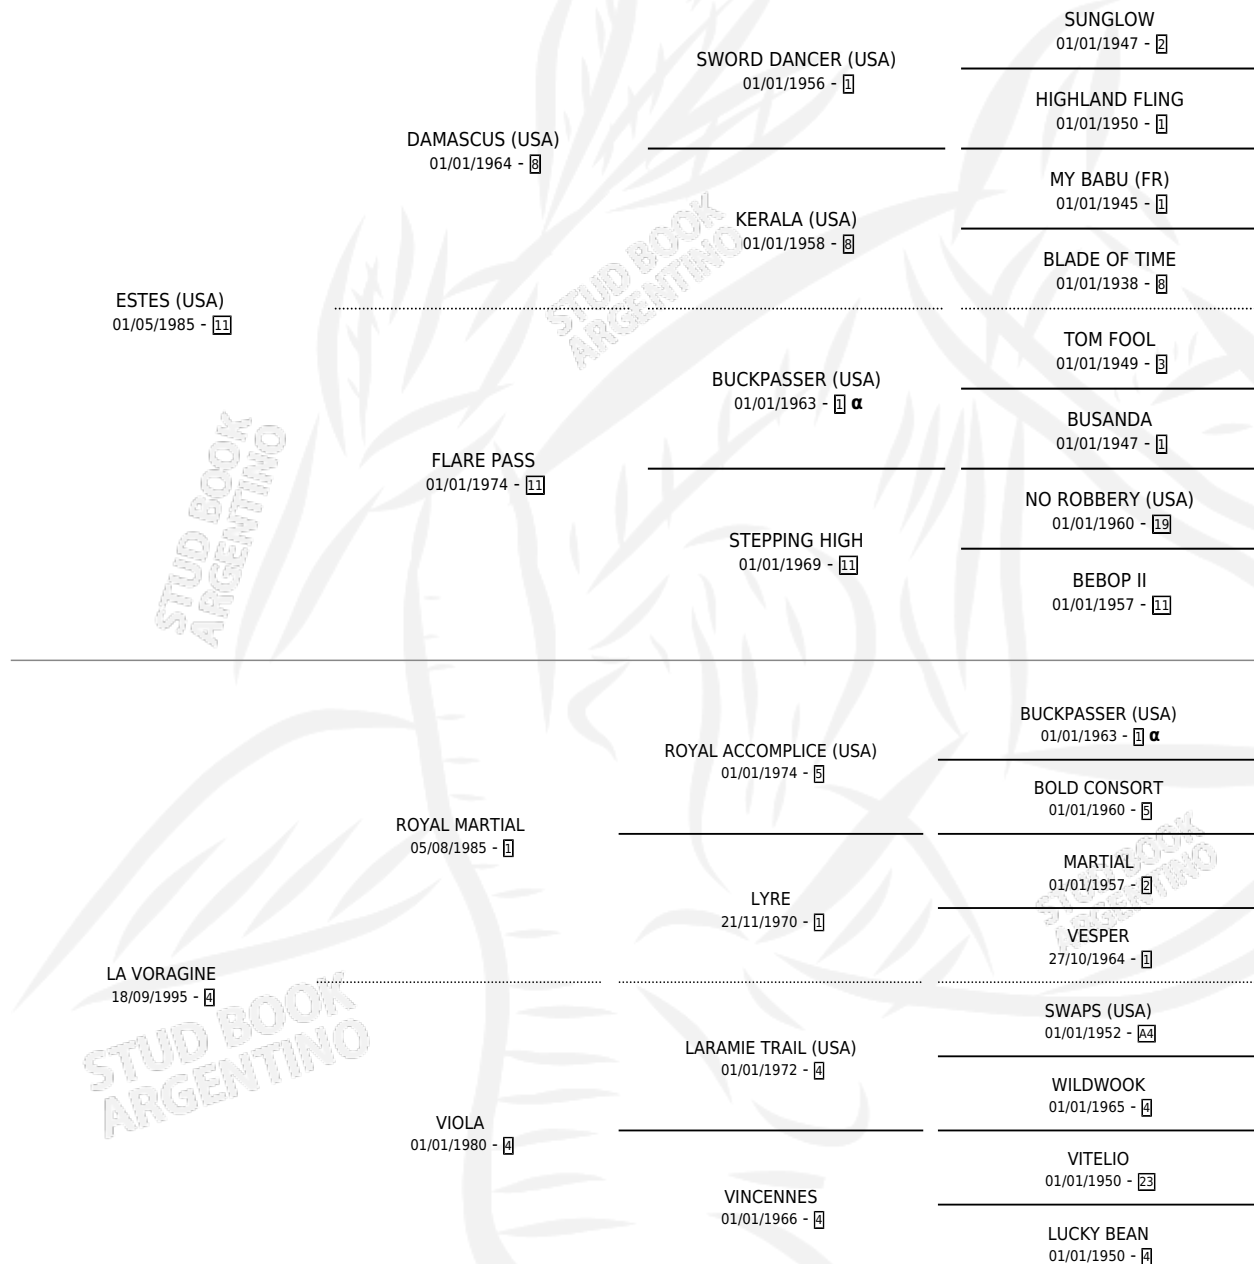 SUNGLOW
01/01/1947 - 2
SWORD DANCER (USA)
01/01/1956 - 1
HIGHLAND FLING
01/01/1950 - 1
DAMASCUS (USA)
01/01/1964 - 8
MY BABU (FR)
01/01/1945 - 1
KERALA (USA)
01/01/1958 - 8
BLADE OF TIME
01/01/1938 - 8
ESTES (USA)
01/05/1985 - 11
TOM FOOL
01/01/1949 - 3
BUCKPASSER (USA)
01/01/1963 - 1 α
BUSANDA
01/01/1947 - 1
FLARE PASS
01/01/1974 - 11
NO ROBBERY (USA)
01/01/1960 - 19
STEPPING HIGH
01/01/1969 - 11
BEBOP II
01/01/1957 - 11
BUCKPASSER (USA)
01/01/1963 - 1 α
ROYAL ACCOMPLICE (USA)
01/01/1974 - 5
BOLD CONSORT
01/01/1960 - 5
ROYAL MARTIAL
05/08/1985 - 1
MARTIAL
01/01/1957 - 2
LYRE
21/11/1970 - 1
VESPER
27/10/1964 - 1
LA VORAGINE
18/09/1995 - 4
SWAPS (USA)
01/01/1952 - A4
LARAMIE TRAIL (USA)
01/01/1972 - 4
WILDWOOK
01/01/1965 - 4
VIOLA
01/01/1980 - 4
VITELIO
01/01/1950 - 23
VINCENNES
01/01/1966 - 4
LUCKY BEAN
01/01/1950 - 4
STUD BOOK
ARGENTINO
STUD BOOK
ARGENTINO
STUD BOOK
ARGENTINO
STUD BOOK
ARGENTINO